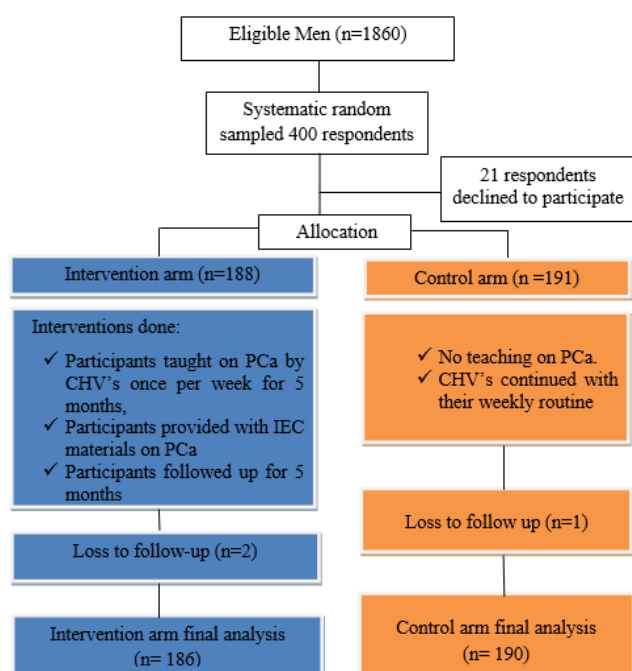 Eligible Men (n=1860)
Systematic random
sampled 400 respondents
21 respondents
declined to participate
Allocation
Intervention arm (n=188)
Control arm (n =191)
Interventions done:
✓ Participants taught on PCa by
CHV's once per week for 5
months,
✓ Participants provided with IEC
materials on PCa
✓ Participants followed up for 5
months
✓ No teaching on PCa.
✓ CHV's continued with
their weekly routine
Loss to follow-up (n=2)
Loss to follow up (n=1)
Intervention arm final analysis
(n= 186)
Control arm final analysis
(n= 190)